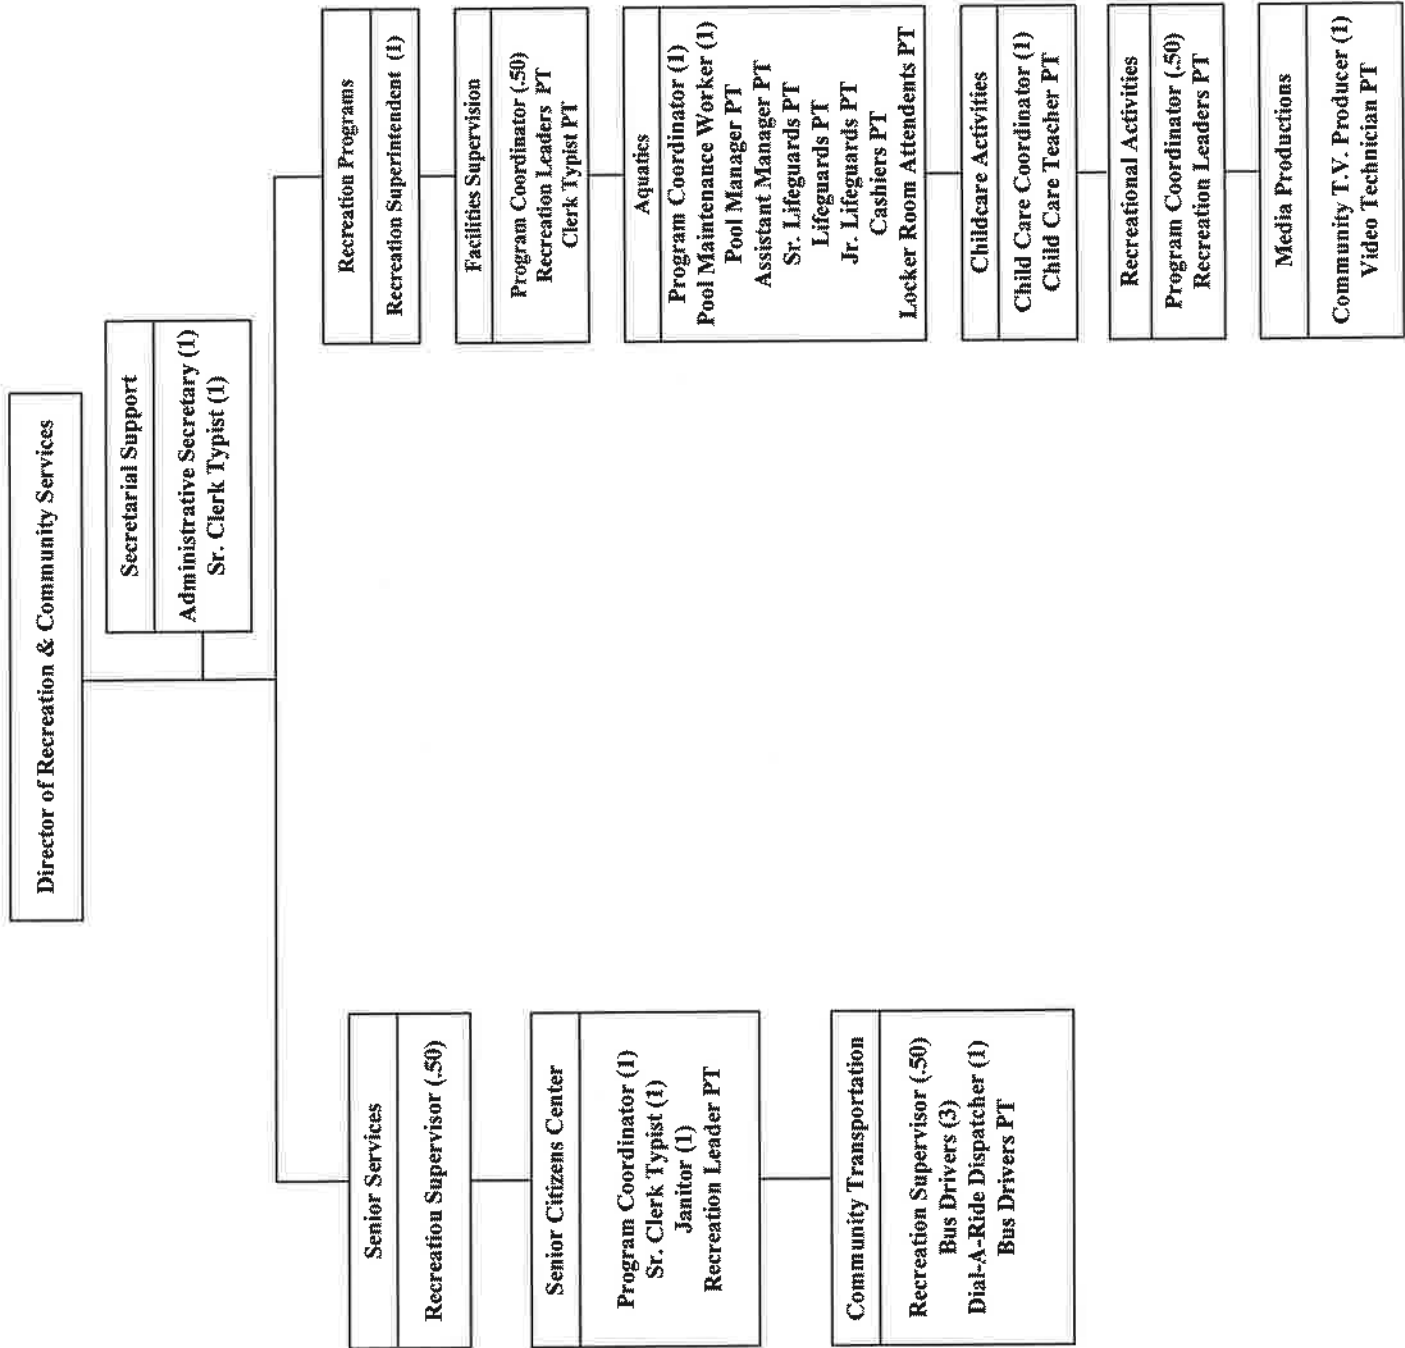 Director of Recreation & Community Services
Secretarial Support
Administrative Secretary (1)
Sr. Clerk Typist (1)
Senior Services
Recreation Supervisor (.50)
Senior Citizens Center
Program Coordinator (1)
Sr. Clerk Typist (1)
Janitor (1)
Recreation Leader PT
Community Transportation
Recreation Supervisor (.50)
Bus Drivers (3)
Dial-A-Ride Dispatcher (1)
Bus Drivers PT
Recreation Programs
Recreation Superintendent (1)
Facilities Supervision
Program Coordinator (.50)
Recreation Leaders PT
Clerk Typist PT
Aquatics
Program Coordinator (1)
Pool Maintenance Worker (1)
Pool Manager PT
Assistant Manager PT
Sr. Lifeguards PT
Lifeguards PT
Jr. Lifeguards PT
Cashiers PT
Locker Room Attendents PT
Childcare Activities
Child Care Coordinator (1)
Child Care Teacher PT
Recreational Activities
Program Coordinator (.50)
Recreation Leaders PT
Media Productions
Community T.V. Producer (1)
Video Technician PT